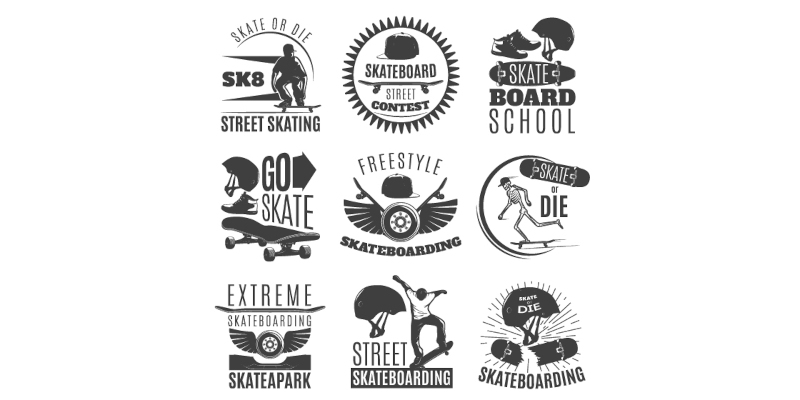 SKATE OR DIE
SK8
STREET SKATING
SKATEBOARD
STREET
CONTEST
SKATE
BOARD
SCHOOL
GO
SKATE
FREESTYLE
SKATEBOARDING
SKATE
or
DIE
EXTREME
SKATEBOARDING
SKATEAPARK
STREET
SKATEBOARDING
SKATE
OR
DIE
SKATEBOARDING